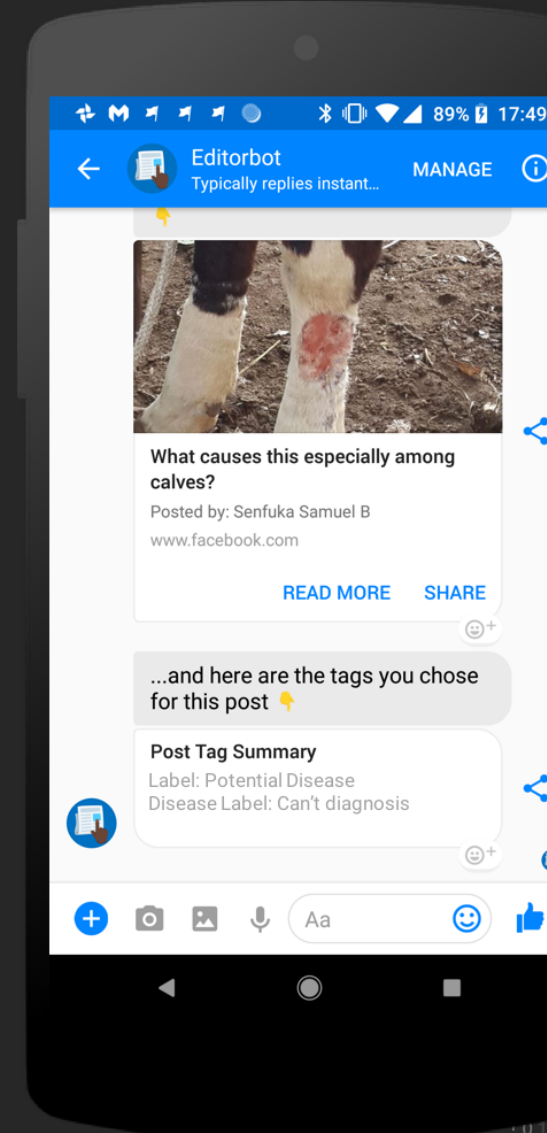 89% 17:49
Editorbot
Typically replies instant...
MANAGE
What causes this especially among
calves?
Posted by: Senfuka Samuel B
www.facebook.com
READ MORE SHARE
...and here are the tags you chose
for this post 👇
Post Tag Summary
Label: Potential Disease
Disease Label: Can't diagnosis
Aa